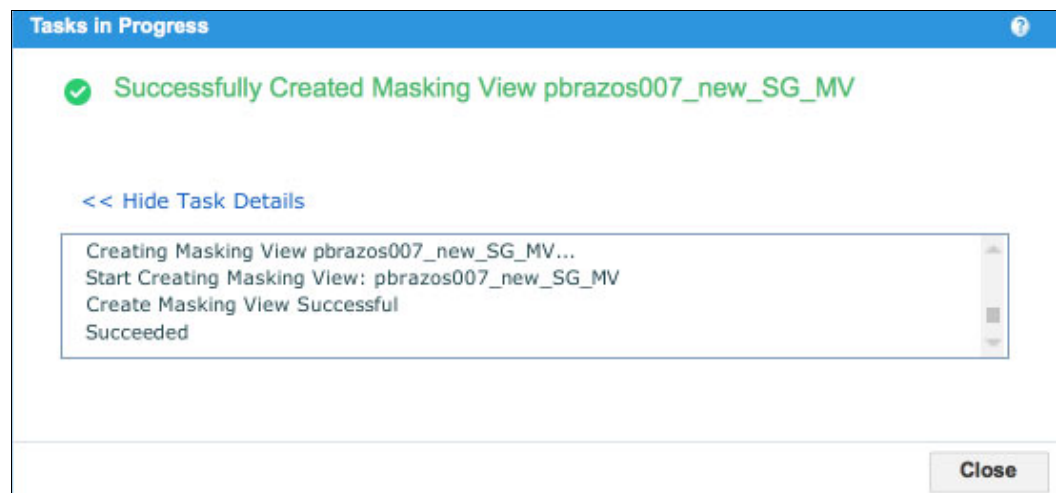 Tasks in Progress
?
Successfully Created Masking View pbrazos007_new_SG_MV
<< Hide Task Details
Creating Masking View pbrazos007_new_SG_MV...
Start Creating Masking View: pbrazos007_new_SG_MV
Create Masking View Successful
Succeeded
Close